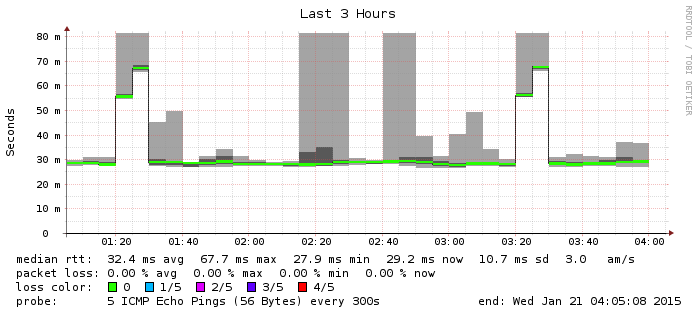 Last 3 Hours
RRDTOOL / TOBI OETIKER
Seconds
80 m
70 m
60 m
50 m
40 m
30 m
20 m
10 m
0
01:20 01:40 02:00 02:20 02:40 03:00 03:20 03:40 04:00
median rtt: 32.4 ms avg 67.7 ms max 27.9 ms min 29.2 ms now 10.7 ms sd 3.0 am/s
packet loss: 0.00 % avg 0.00 % max 0.00 % min 0.00 % now
loss color: 0 1/5 2/5 3/5 4/5
probe: 5 ICMP Echo Pings (56 Bytes) every 300s end: Wed Jan 21 04:05:08 2015